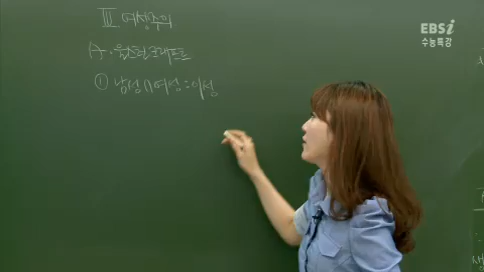 Ⅲ 여성주의
(1). 울스턴크래프트
① 남성 여성 : 이성
EBSi
수능특강